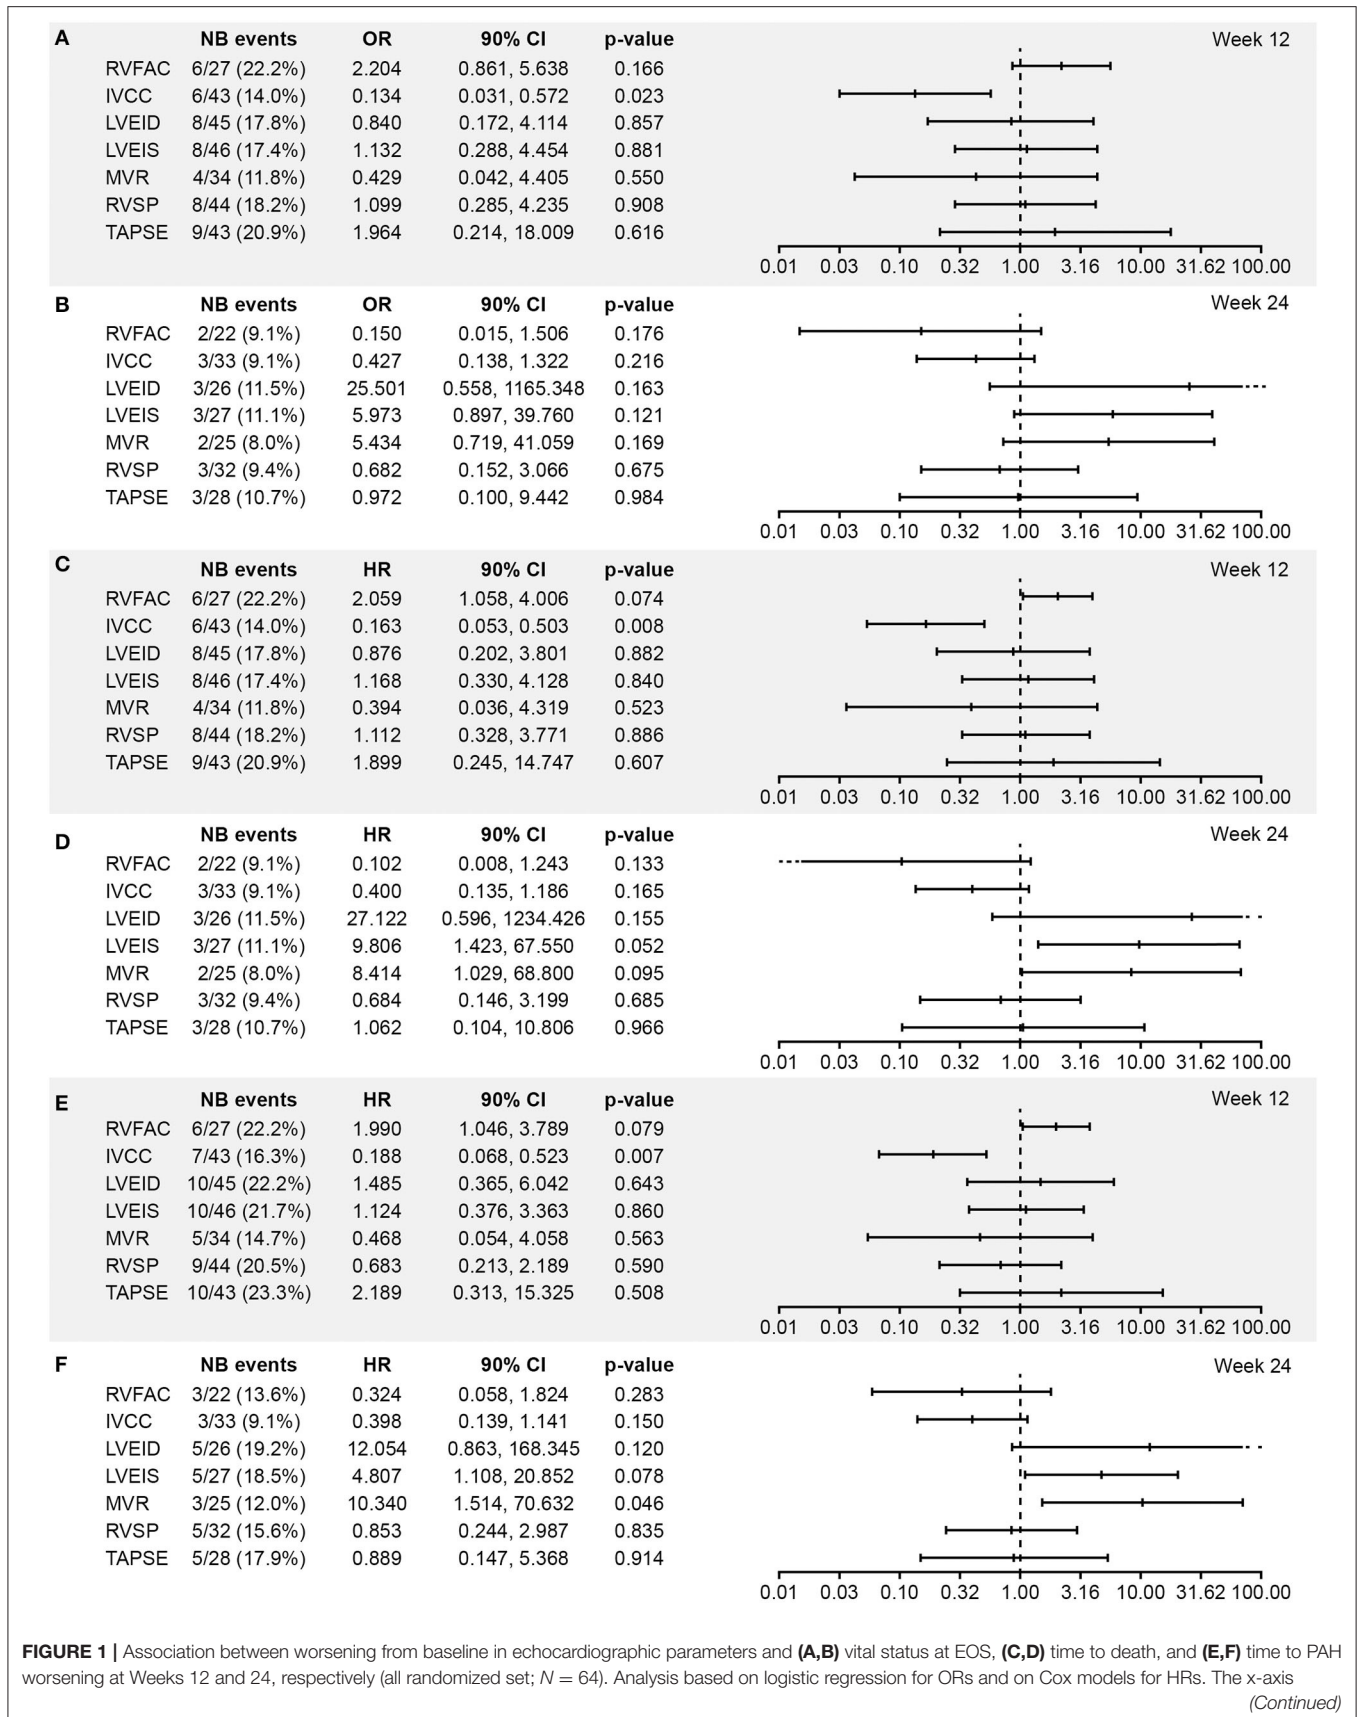 A NB events OR 90% CI p-value Week 12
RVFAC 6/27 (22.2%) 2.204 0.861, 5.638 0.166
IVCC 6/43 (14.0%) 0.134 0.031, 0.572 0.023
LVEID 8/45 (17.8%) 0.840 0.172, 4.114 0.857
LVEIS 8/46 (17.4%) 1.132 0.288, 4.454 0.881
MVR 4/34 (11.8%) 0.429 0.042, 4.405 0.550
RVSP 8/44 (18.2%) 1.099 0.285, 4.235 0.908
TAPSE 9/43 (20.9%) 1.964 0.214, 18.009 0.616
0.01 0.03 0.10 0.32 1.00 3.16 10.00 31.62 100.00
B NB events OR 90% CI p-value Week 24
RVFAC 2/22 (9.1%) 0.150 0.015, 1.506 0.176
IVCC 3/33 (9.1%) 0.427 0.138, 1.322 0.216
LVEID 3/26 (11.5%) 25.501 0.558, 1165.348 0.163
LVEIS 3/27 (11.1%) 5.973 0.897, 39.760 0.121
MVR 2/25 (8.0%) 5.434 0.719, 41.059 0.169
RVSP 3/32 (9.4%) 0.682 0.152, 3.066 0.675
TAPSE 3/28 (10.7%) 0.972 0.100, 9.442 0.984
0.01 0.03 0.10 0.32 1.00 3.16 10.00 31.62 100.00
C NB events HR 90% CI p-value Week 12
RVFAC 6/27 (22.2%) 2.059 1.058, 4.006 0.074
IVCC 6/43 (14.0%) 0.163 0.053, 0.503 0.008
LVEID 8/45 (17.8%) 0.876 0.202, 3.801 0.882
LVEIS 8/46 (17.4%) 1.168 0.330, 4.128 0.840
MVR 4/34 (11.8%) 0.394 0.036, 4.319 0.523
RVSP 8/44 (18.2%) 1.112 0.328, 3.771 0.886
TAPSE 9/43 (20.9%) 1.899 0.245, 14.747 0.607
0.01 0.03 0.10 0.32 1.00 3.16 10.00 31.62 100.00
D NB events HR 90% CI p-value Week 24
RVFAC 2/22 (9.1%) 0.102 0.008, 1.243 0.133
IVCC 3/33 (9.1%) 0.400 0.135, 1.186 0.165
LVEID 3/26 (11.5%) 27.122 0.596, 1234.426 0.155
LVEIS 3/27 (11.1%) 9.806 1.423, 67.550 0.052
MVR 2/25 (8.0%) 8.414 1.029, 68.800 0.095
RVSP 3/32 (9.4%) 0.684 0.146, 3.199 0.685
TAPSE 3/28 (10.7%) 1.062 0.104, 10.806 0.966
0.01 0.03 0.10 0.32 1.00 3.16 10.00 31.62 100.00
E NB events HR 90% CI p-value Week 12
RVFAC 6/27 (22.2%) 1.990 1.046, 3.789 0.079
IVCC 7/43 (16.3%) 0.188 0.068, 0.523 0.007
LVEID 10/45 (22.2%) 1.485 0.365, 6.042 0.643
LVEIS 10/46 (21.7%) 1.124 0.376, 3.363 0.860
MVR 5/34 (14.7%) 0.468 0.054, 4.058 0.563
RVSP 9/44 (20.5%) 0.683 0.213, 2.189 0.590
TAPSE 10/43 (23.3%) 2.189 0.313, 15.325 0.508
0.01 0.03 0.10 0.32 1.00 3.16 10.00 31.62 100.00
F NB events HR 90% CI p-value Week 24
RVFAC 3/22 (13.6%) 0.324 0.058, 1.824 0.283
IVCC 3/33 (9.1%) 0.398 0.139, 1.141 0.150
LVEID 5/26 (19.2%) 12.054 0.863, 168.345 0.120
LVEIS 5/27 (18.5%) 4.807 1.108, 20.852 0.078
MVR 3/25 (12.0%) 10.340 1.514, 70.632 0.046
RVSP 5/32 (15.6%) 0.853 0.244, 2.987 0.835
TAPSE 5/28 (17.9%) 0.889 0.147, 5.368 0.914
0.01 0.03 0.10 0.32 1.00 3.16 10.00 31.62 100.00
FIGURE 1 | Association between worsening from baseline in echocardiographic parameters and (A,B) vital status at EOS, (C,D) time to death, and (E,F) time to PAH
worsening at Weeks 12 and 24, respectively (all randomized set; N = 64). Analysis based on logistic regression for ORs and on Cox models for HRs. The x-axis
(Continued)